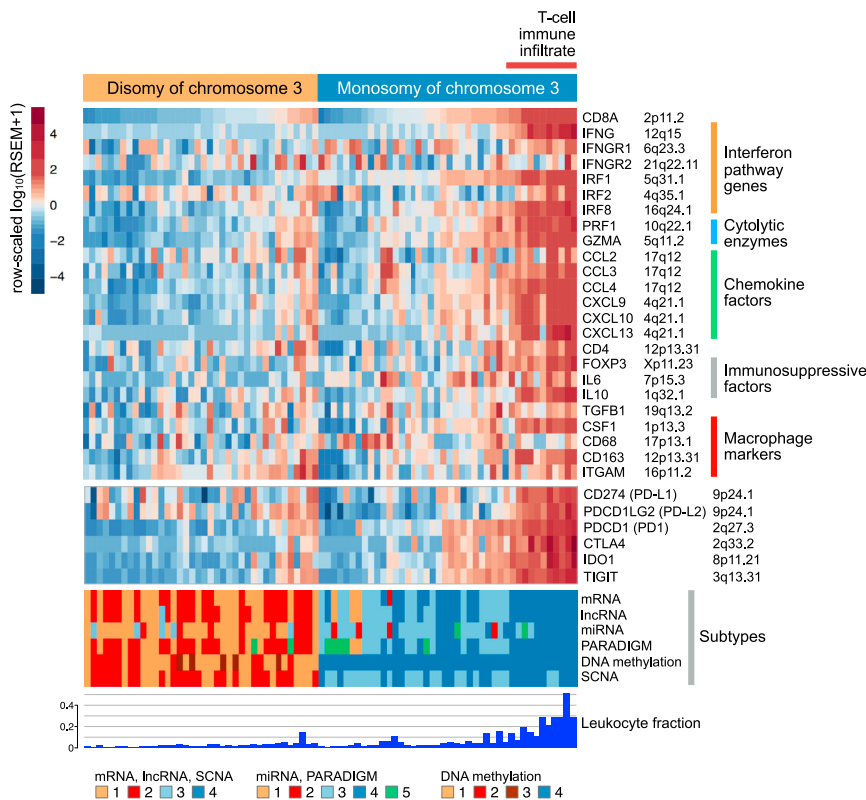 T-cell
immune
infiltrate
Disomy of chromosome 3 Monosomy of chromosome 3
row-scaled log10(RSEM+1)
4
2
0
−2
−4
CD8A 2p11.2
IFNG 12q15
IFNGR1 6q23.3
IFNGR2 21q22.11
IRF1 5q31.1
IRF2 4q35.1
IRF8 16q24.1
PRF1 10q22.1
GZMA 5q11.2
CCL2 17q12
CCL3 17q12
CCL4 17q12
CXCL9 4q21.1
CXCL10 4q21.1
CXCL13 4q21.1
CD4 12p13.31
FOXP3 Xp11.23
IL6 7p15.3
IL10 1q32.1
TGFB1 19q13.2
CSF1 1p13.3
CD68 17p13.1
CD163 12p13.31
ITGAM 16p11.2
Interferon
pathway
genes
Cytolytic
enzymes
Chemokine
factors
Immunosuppressive
factors
Macrophage
markers
CD274 (PD-L1) 9p24.1
PDCD1LG2 (PD-L2) 9p24.1
PDCD1 (PD1) 2q27.3
CTLA4 2q33.2
IDO1 8p11.21
TIGIT 3q13.31
mRNA
lncRNA
miRNA
PARADIGM
DNA methylation
SCNA
Subtypes
0.4
0.2
0
Leukocyte fraction
mRNA, lncRNA, SCNA miRNA, PARADIGM DNA methylation
1 2 3 4 1 2 3 4 5 1 2 3 4